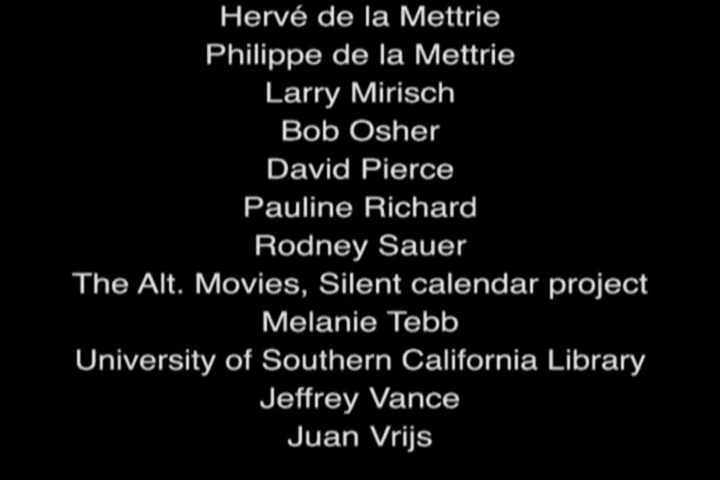 Hervé de la Mettrie
Philippe de la Mettrie
Larry Mirisch
Bob Osher
David Pierce
Pauline Richard
Rodney Sauer
The Alt. Movies, Silent calendar project
Melanie Tebb
University of Southern California Library
Jeffrey Vance
Juan Vrijs